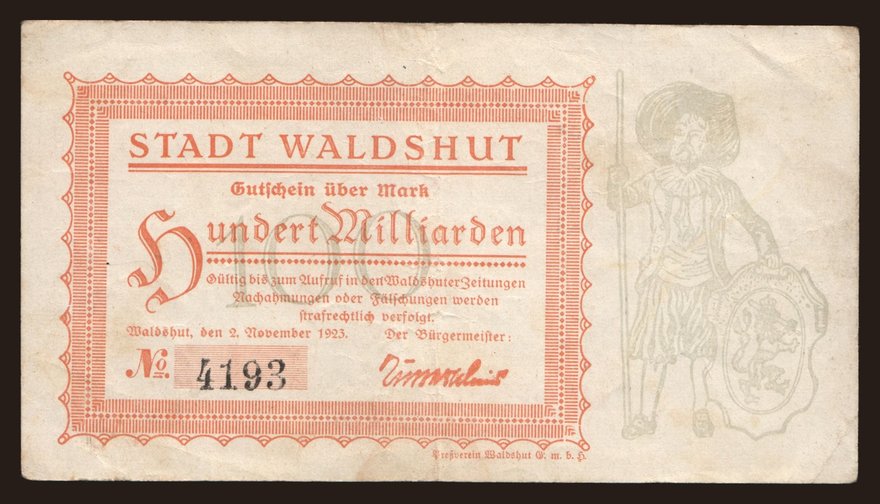 STADT WALDSHUT
Gutschein über Mark
100
Hundert Milliarden
Gültig bis zum Aufruf in den Waldshuter Zeitungen
Nachahmungen oder Fälschungen werden
strafrechtlich verfolgt.
Waldshut, den 2. November 1923. Der Bürgermeister:
No. 4193
Preßverein Waldshut G. m. b. H.